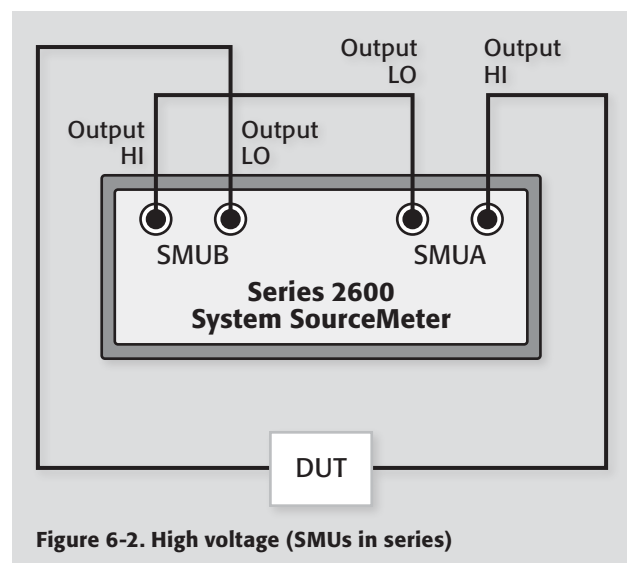 Output
LO
Output
HI
Output
HI
Output
LO
SMUB
SMUA
Series 2600
System SourceMeter
DUT
Figure 6-2. High voltage (SMUs in series)